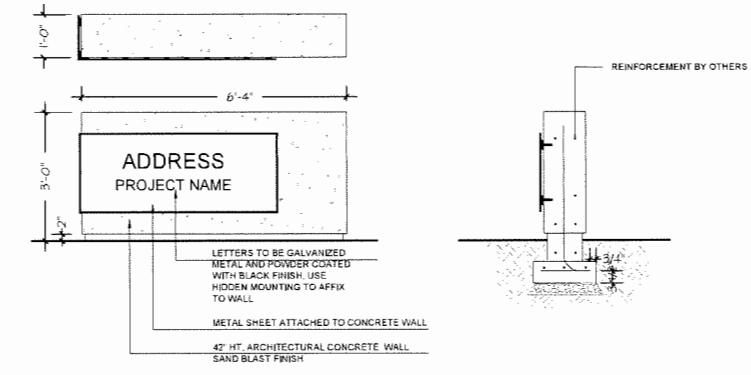 1'-0"
6'-4"
REINFORCEMENT BY OTHERS
3'-0"
ADDRESS
PROJECT NAME
2"
3/4"
LETTERS TO BE GALVANIZED
METAL AND POWDER COATED
WITH BLACK FINISH, USE
HIDDEN MOUNTING TO AFFIX
TO WALL
METAL SHEET ATTACHED TO CONCRETE WALL
42" HT, ARCHITECTURAL CONCRETE WALL
SAND BLAST FINISH